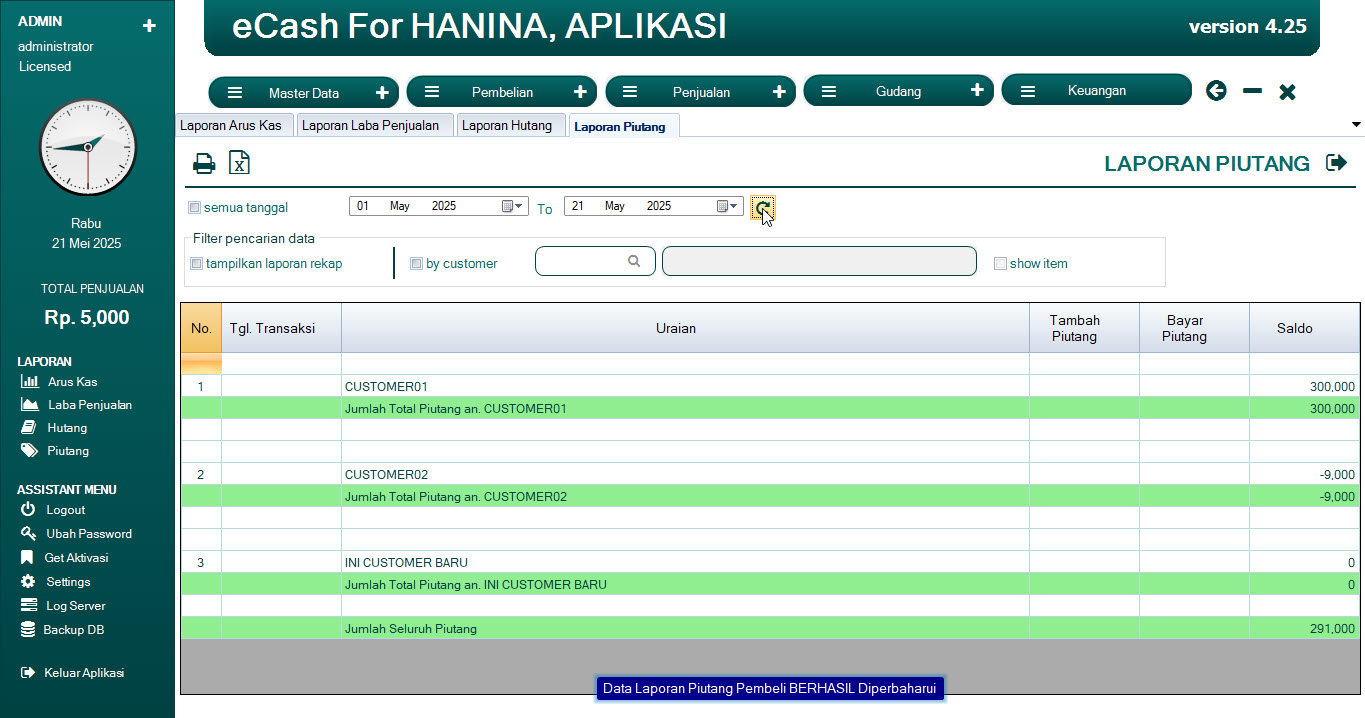 ADMIN
administrator
Licensed
Rabu
21 Mei 2025
TOTAL PENJUALAN
Rp. 5,000
LAPORAN
Arus Kas
Laba Penjualan
Hutang
Piutang
ASSISTANT MENU
Logout
Ubah Password
Get Aktivasi
Settings
Log Server
Backup DB
Keluar Aplikasi
eCash For HANINA, APLIKASI
version 4.25
Master Data Pembelian Penjualan Gudang Keuangan
Laporan Arus Kas Laporan Laba Penjualan Laporan Hutang Laporan Piutang
LAPORAN PIUTANG
semua tanggal 01 May 2025 To 21 May 2025
Filter pencarian data
tampilkan laporan rekap by customer show item
No. Tgl. Transaksi Uraian Tambah Piutang Bayar Piutang Saldo
1 CUSTOMER01 300,000
Jumlah Total Piutang an. CUSTOMER01 300,000
2 CUSTOMER02 -9,000
Jumlah Total Piutang an. CUSTOMER02 -9,000
3 INI CUSTOMER BARU 0
Jumlah Total Piutang an. INI CUSTOMER BARU 0
Jumlah Seluruh Piutang 291,000
Data Laporan Piutang Pembeli BERHASIL Diperbaharui